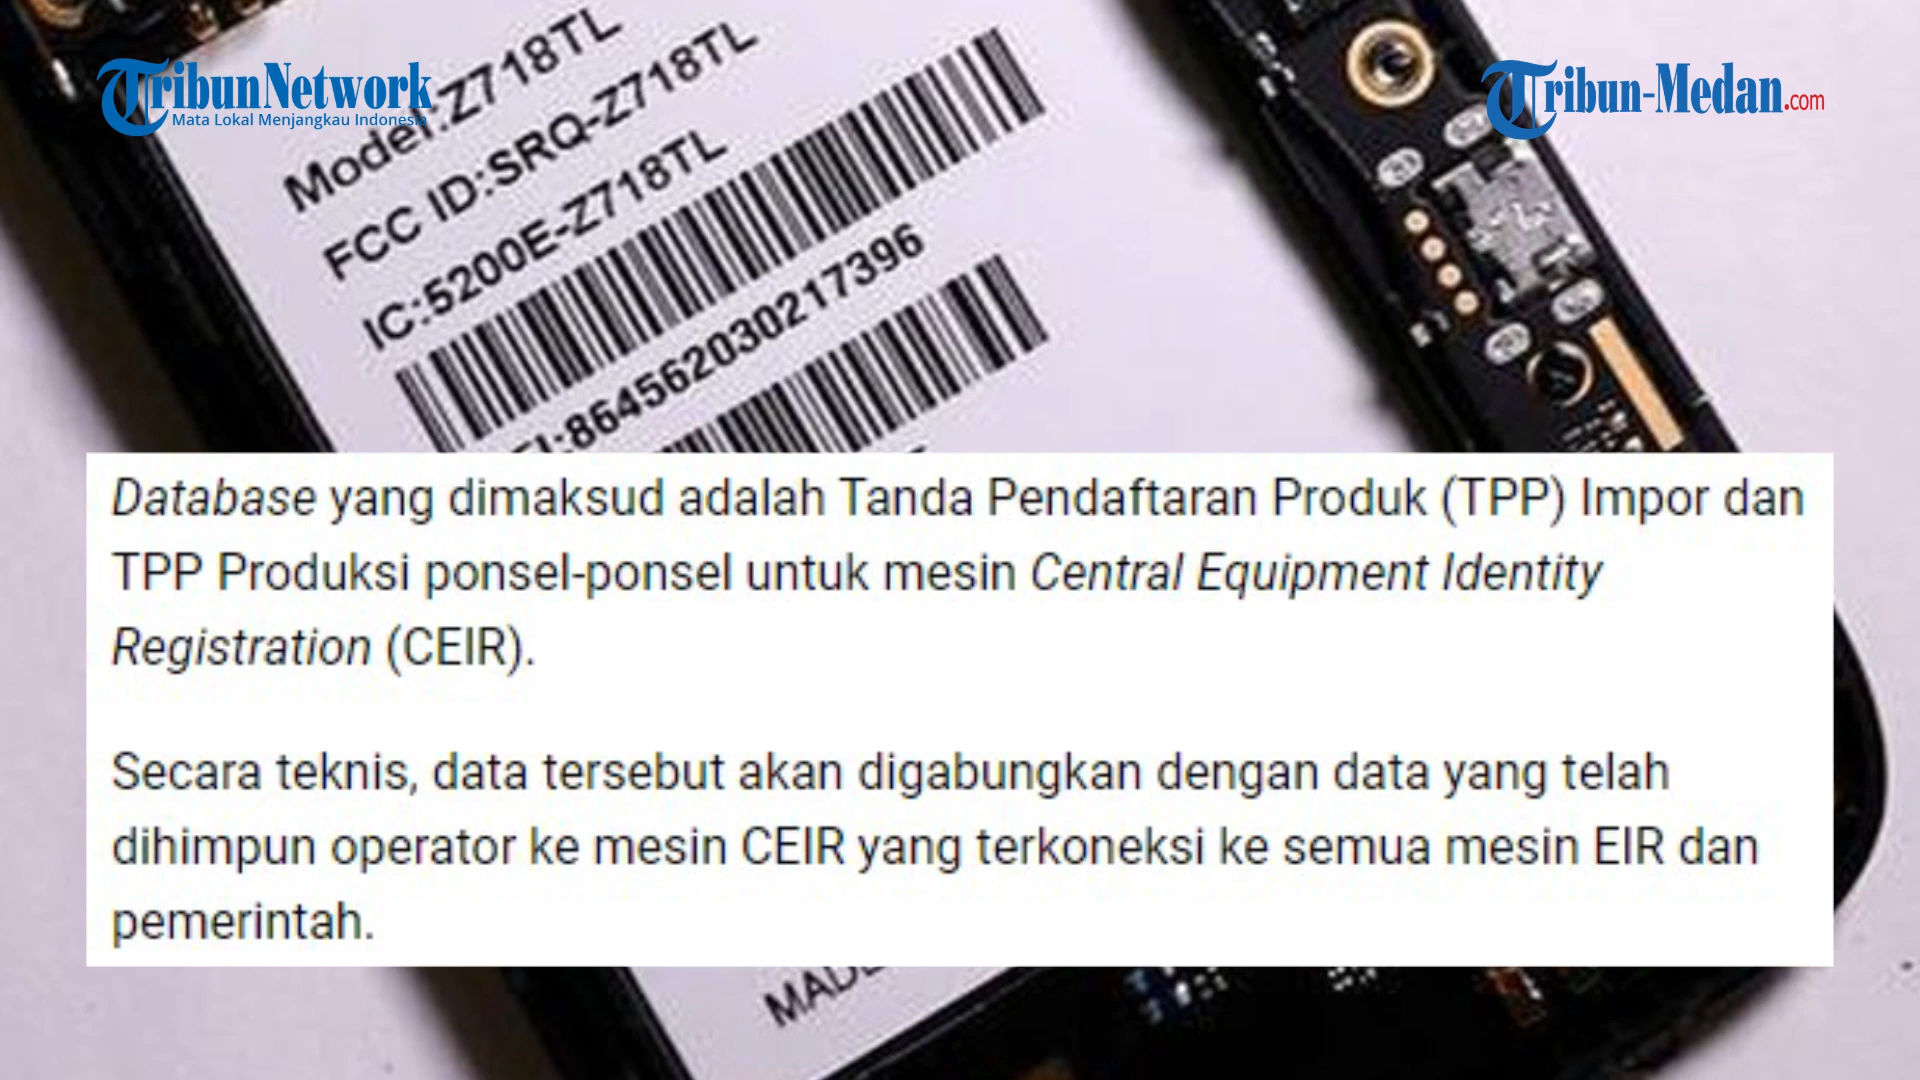 TribunNetwork
Mata Lokal Menjangkau Indonesia
Tribun-Medan.com
Model:Z718TL
FCC ID:SRQ-Z718TL
IC:5200E-Z718TL
:864562030217396
Database yang dimaksud adalah Tanda Pendaftaran Produk (TPP) Impor dan
TPP Produksi ponsel-ponsel untuk mesin Central Equipment Identity
Registration (CEIR).
Secara teknis, data tersebut akan digabungkan dengan data yang telah
dihimpun operator ke mesin CEIR yang terkoneksi ke semua mesin EIR dan
pemerintah.